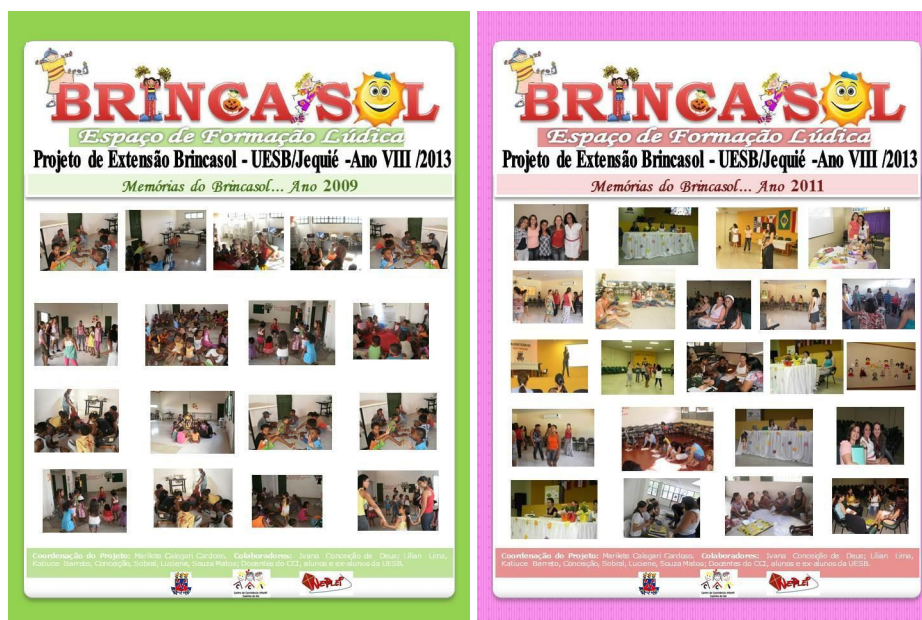 BRINCASOL
Espaço de Formação Lúdica
Projeto de Extensão Brincasol - UESB/Jequié -Ano VIII /2013
Memórias do Brincasol... Ano 2009
Coordenação do Projeto: Marilete Calegari Cardoso. Colaboradores: Ivana Conceição de Deus; Lilian Lima,
Katiuce Barreto, Conceição, Sobral, Luciene, Souza Matos; Docentes do CCI, alunos e ex-alunos da UESB.
BRINCASOL
Espaço de Formação Lúdica
Projeto de Extensão Brincasol - UESB/Jequié -Ano VIII /2013
Memórias do Brincasol... Ano 2011
Coordenação do Projeto: Marilete Calegari Cardoso. Colaboradores: Ivana Conceição de Deus; Lilian Lima,
Katiuce Barreto, Conceição, Sobral, Luciene, Souza Matos; Docentes do CCI, alunos e ex-alunos da UESB.